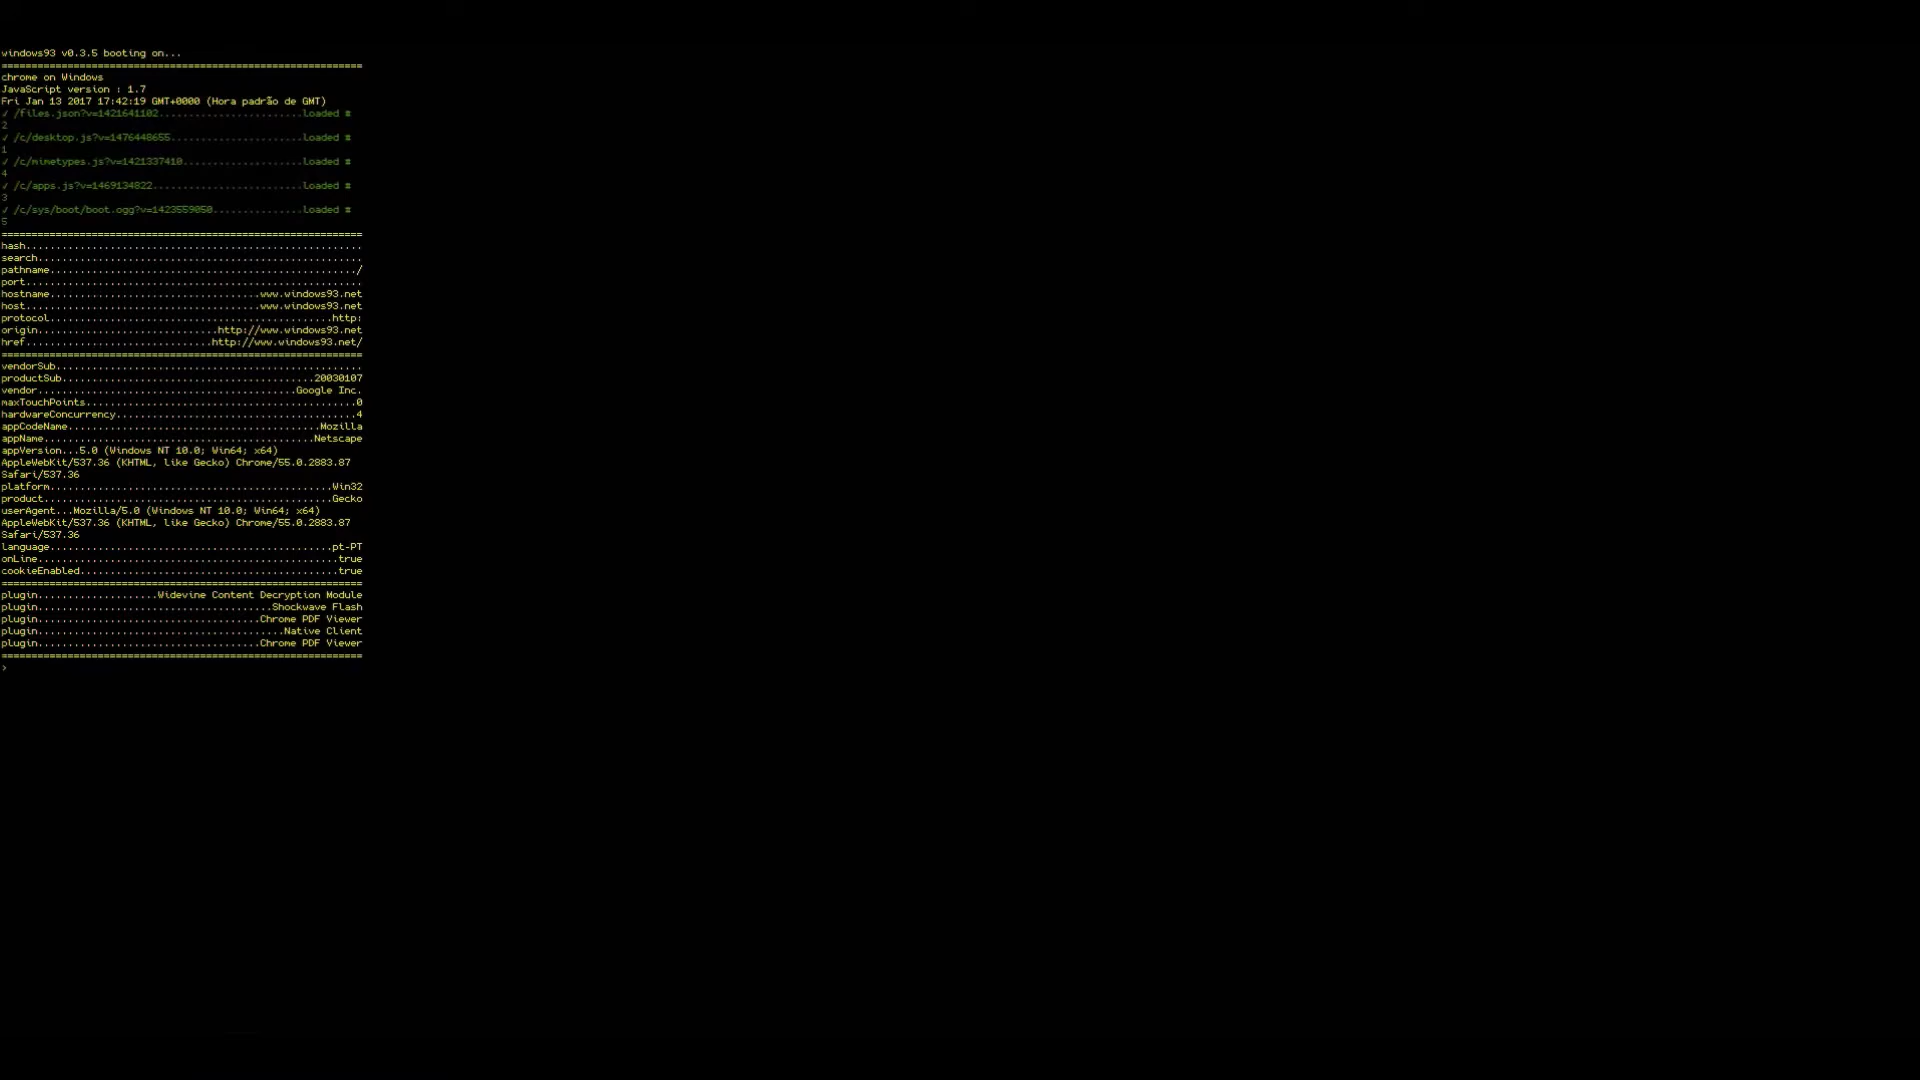 windows93 v0.3.5 booting on...
============================================================
chrome on Windows
JavaScript version : 1.7
Fri Jan 13 2017 17:42:19 GMT+0000 (Hora padrão de GMT)
✓ /files.json?v=1421641102........................loaded #
2
✓ /c/desktop.js?v=1476448655......................loaded #
1
✓ /c/mimetypes.js?v=1421337410....................loaded #
4
✓ /c/apps.js?v=1469134822.........................loaded #
3
✓ /c/sys/boot/boot.ogg?v=1423559050...............loaded #
5
============================================================
hash........................................................
search......................................................
pathname.................................................../
port........................................................
hostname...................................www.windows93.net
host.......................................www.windows93.net
protocol...............................................http:
origin..............................http://www.windows93.net
href...............................http://www.windows93.net/
============================================================
vendorSub...................................................
productSub..........................................20030107
vendor...........................................Google Inc.
maxTouchPoints.............................................0
hardwareConcurrency........................................4
appCodeName..........................................Mozilla
appName.............................................Netscape
appVersion...5.0 (Windows NT 10.0; Win64; x64)
AppleWebKit/537.36 (KHTML, like Gecko) Chrome/55.0.2883.87
Safari/537.36
platform...............................................Win32
product................................................Gecko
userAgent...Mozilla/5.0 (Windows NT 10.0; Win64; x64)
AppleWebKit/537.36 (KHTML, like Gecko) Chrome/55.0.2883.87
Safari/537.36
language...............................................pt-PT
onLine..................................................true
cookieEnabled...........................................true
============================================================
plugin....................Widevine Content Decryption Module
plugin.......................................Shockwave Flash
plugin.....................................Chrome PDF Viewer
plugin.........................................Native Client
plugin.....................................Chrome PDF Viewer
============================================================
>